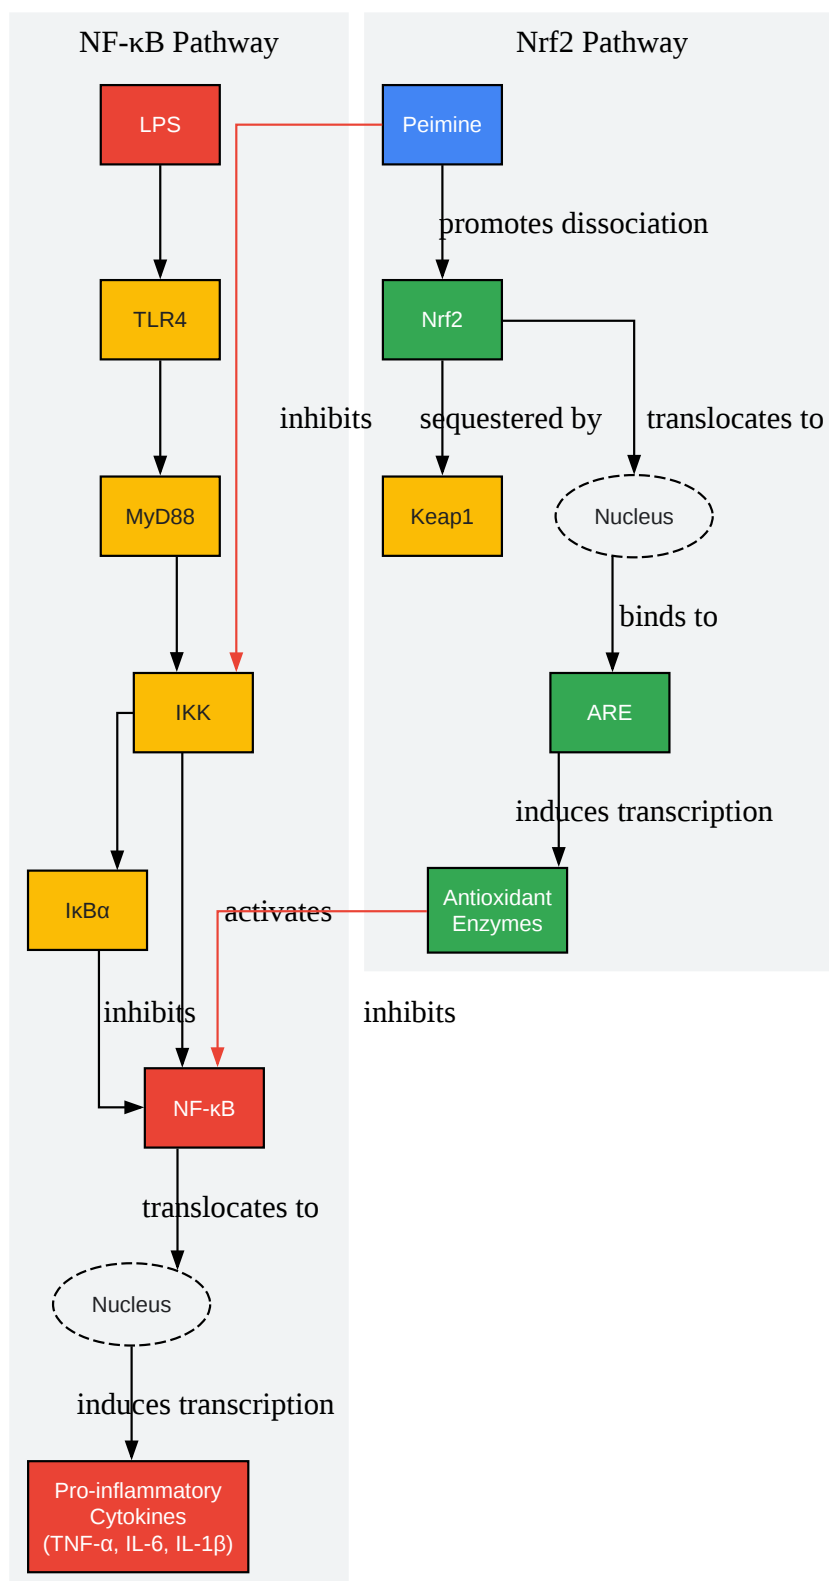 NF-κB Pathway
Nrf2 Pathway
LPS
Peimine
promotes dissociation
TLR4
Nrf2
inhibits
sequestered by
translocates to
MyD88
Keap1
Nucleus
binds to
IKK
ARE
induces transcription
IκBα
activates
Antioxidant
Enzymes
inhibits
inhibits
NF-κB
translocates to
Nucleus
induces transcription
Pro-inflammatory
Cytokines
(TNF-α, IL-6, IL-1β)